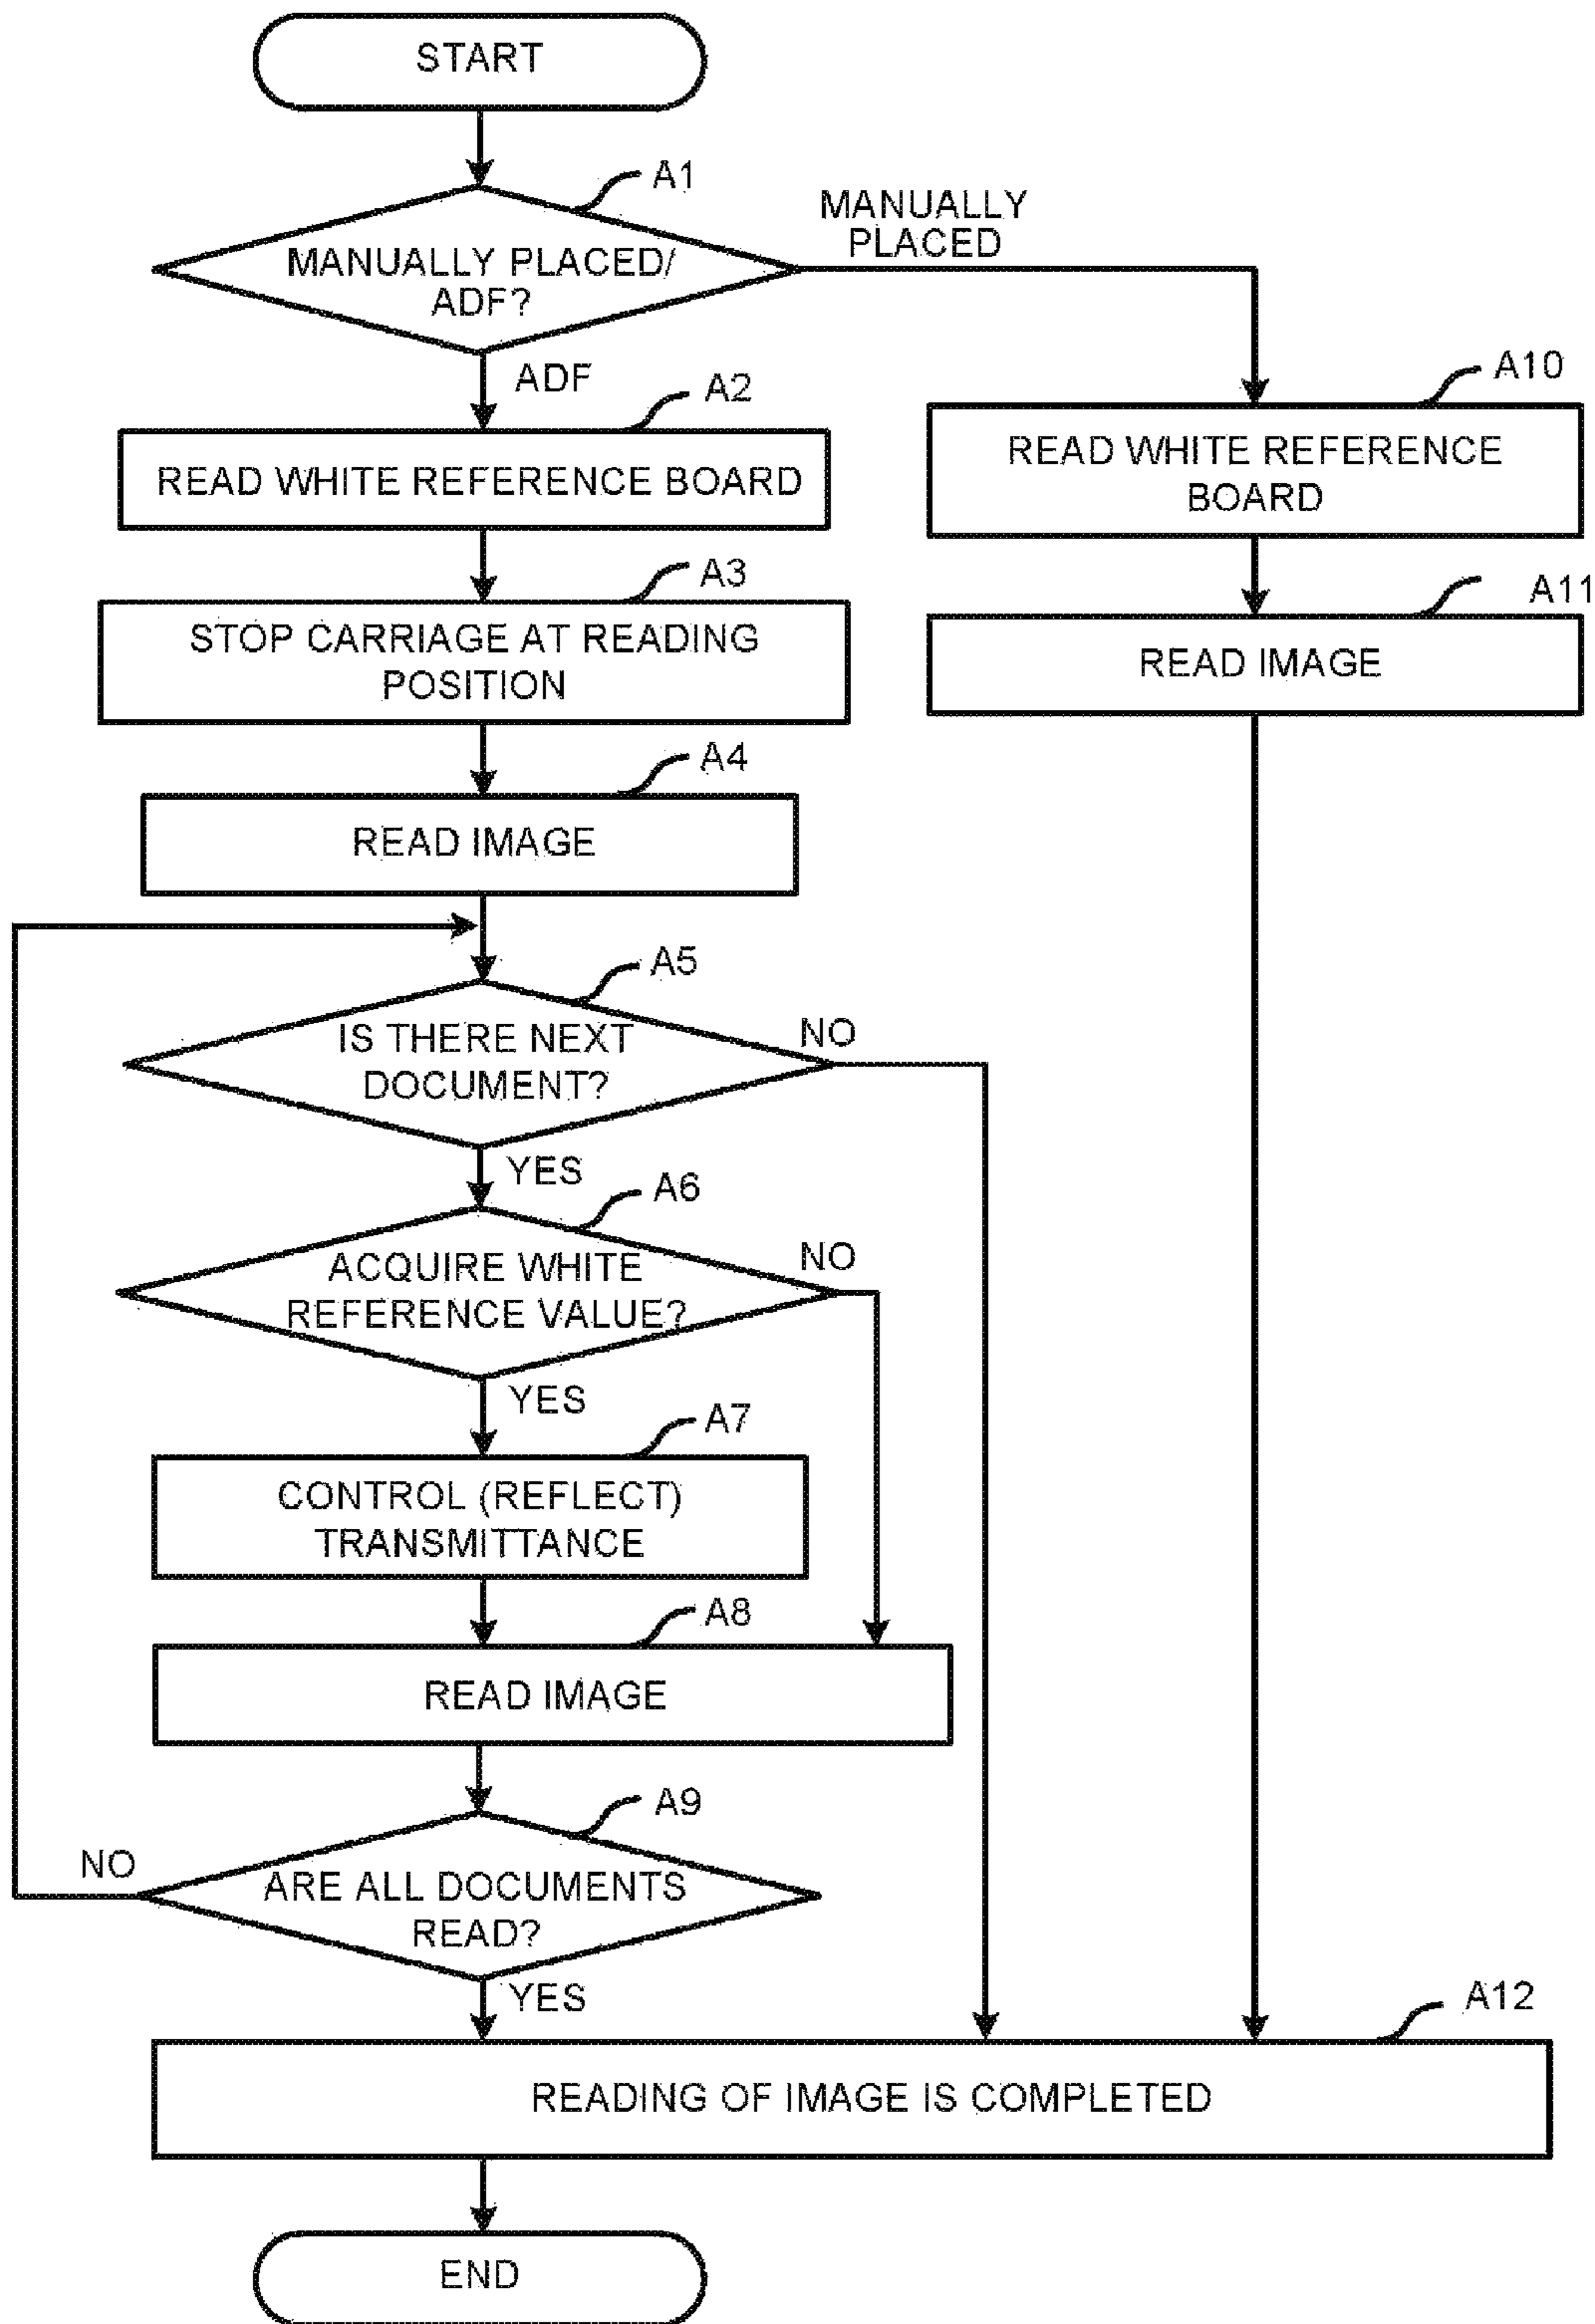 START
A1
MANUALLY
PLACED
MANUALLY PLACED/
ADF?
ADF
A2
READ WHITE REFERENCE BOARD
A10
READ WHITE REFERENCE
BOARD
A3
STOP CARRIAGE AT READING
POSITION
A11
READ IMAGE
A4
READ IMAGE
A5
IS THERE NEXT
DOCUMENT?
NO
YES
A6
ACQUIRE WHITE
REFERENCE VALUE?
NO
YES
A7
CONTROL (REFLECT)
TRANSMITTANCE
A8
READ IMAGE
A9
NO
ARE ALL DOCUMENTS
READ?
YES
A12
READING OF IMAGE IS COMPLETED
END